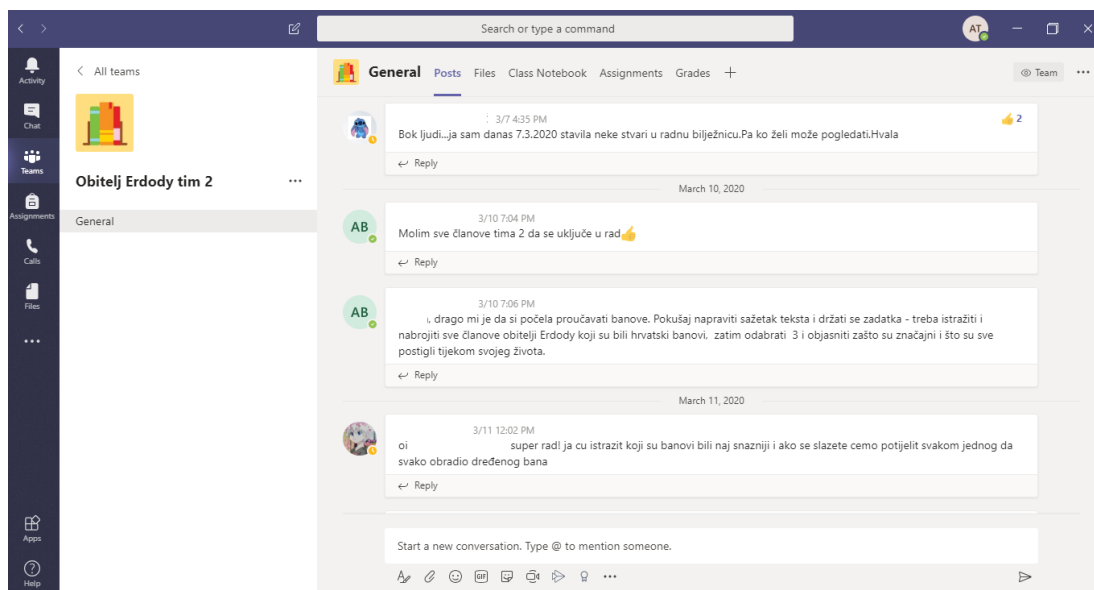 Search or type a command
AT
Activity
Chat
Teams
Assignments
Calls
Files
Apps
Help
All teams
Obitelj Erdody tim 2
General
General Posts Files Class Notebook Assignments Grades
Team
3/7 4:35 PM
2
Bok ljudi...ja sam danas 7.3.2020 stavila neke stvari u radnu bilježnicu.Pa ko želi može pogledati.Hvala
Reply
March 10, 2020
AB
3/10 7:04 PM
Molim sve članove tima 2 da se uključe u rad👍
Reply
AB
3/10 7:06 PM
, drago mi je da si počela proučavati banove. Pokušaj napraviti sažetak teksta i držati se zadatka - treba istražiti i
nabrojiti sve članove obitelji Erdody koji su bili hrvatski banovi, zatim odabrati 3 i objasniti zašto su značajni i što su sve
postigli tijekom svojeg života.
Reply
March 11, 2020
3/11 12:02 PM
oi super rad! ja cu istrazit koji su banovi bili naj snazniji i ako se slazete cemo potijelit svakom jednog da
svako obradio dređenog bana
Reply
Start a new conversation. Type @ to mention someone.
GIF